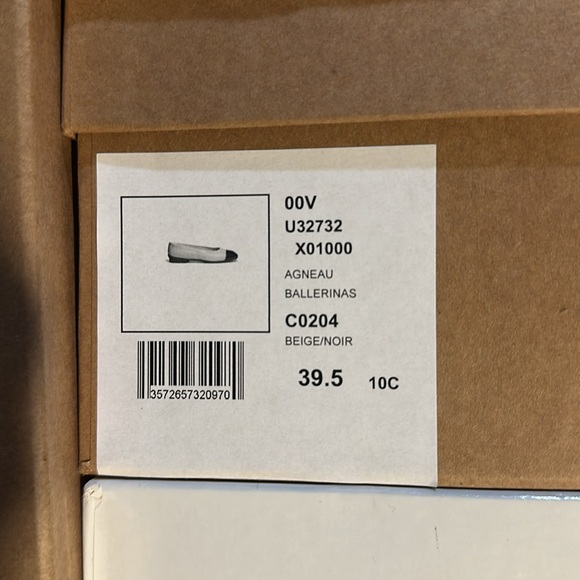 00V
U32732
X01000
AGNEAU
BALLERINAS
C0204
BEIGE/NOIR
39.5 10C
3572657320970